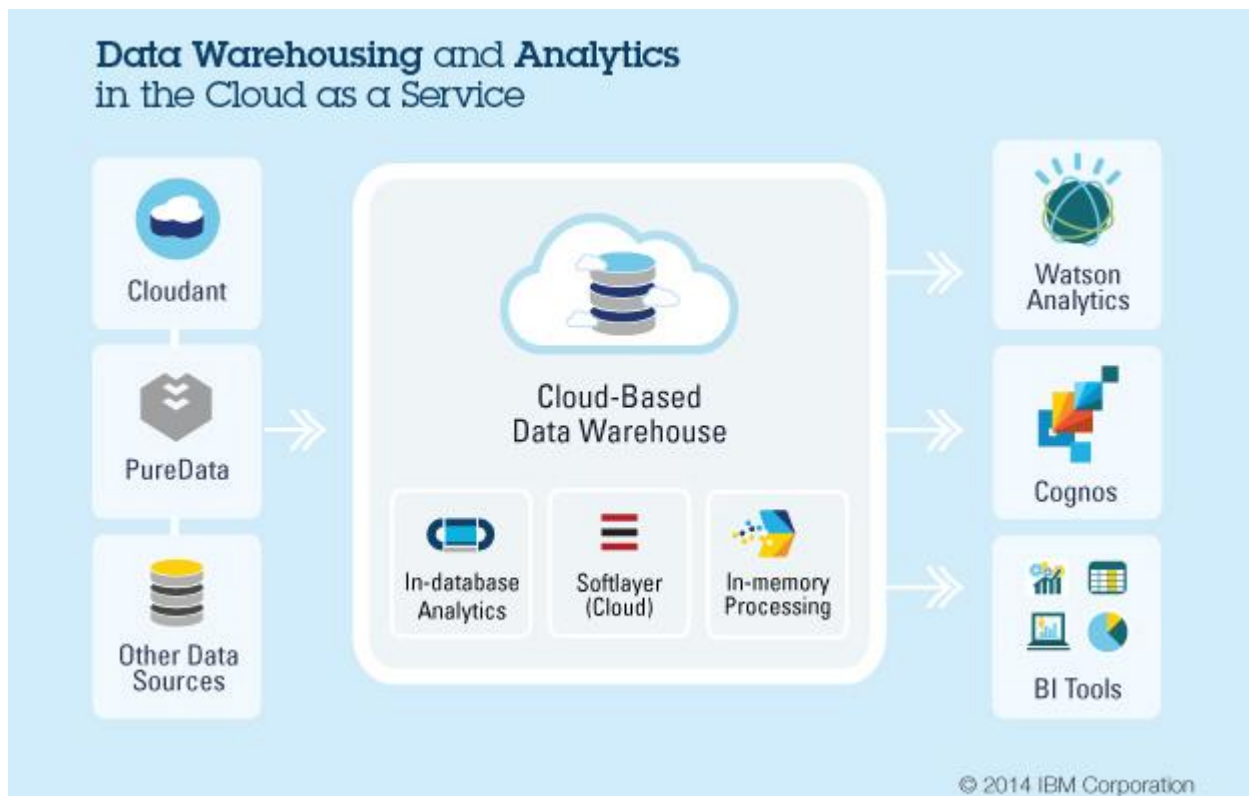 Data Warehousing and Analytics
in the Cloud as a Service
Cloudant
PureData
Other Data
Sources
Cloud-Based
Data Warehouse
In-database
Analytics
Softlayer
(Cloud)
In-memory
Processing
Watson
Analytics
Cognos
BI Tools
© 2014 IBM Corporation